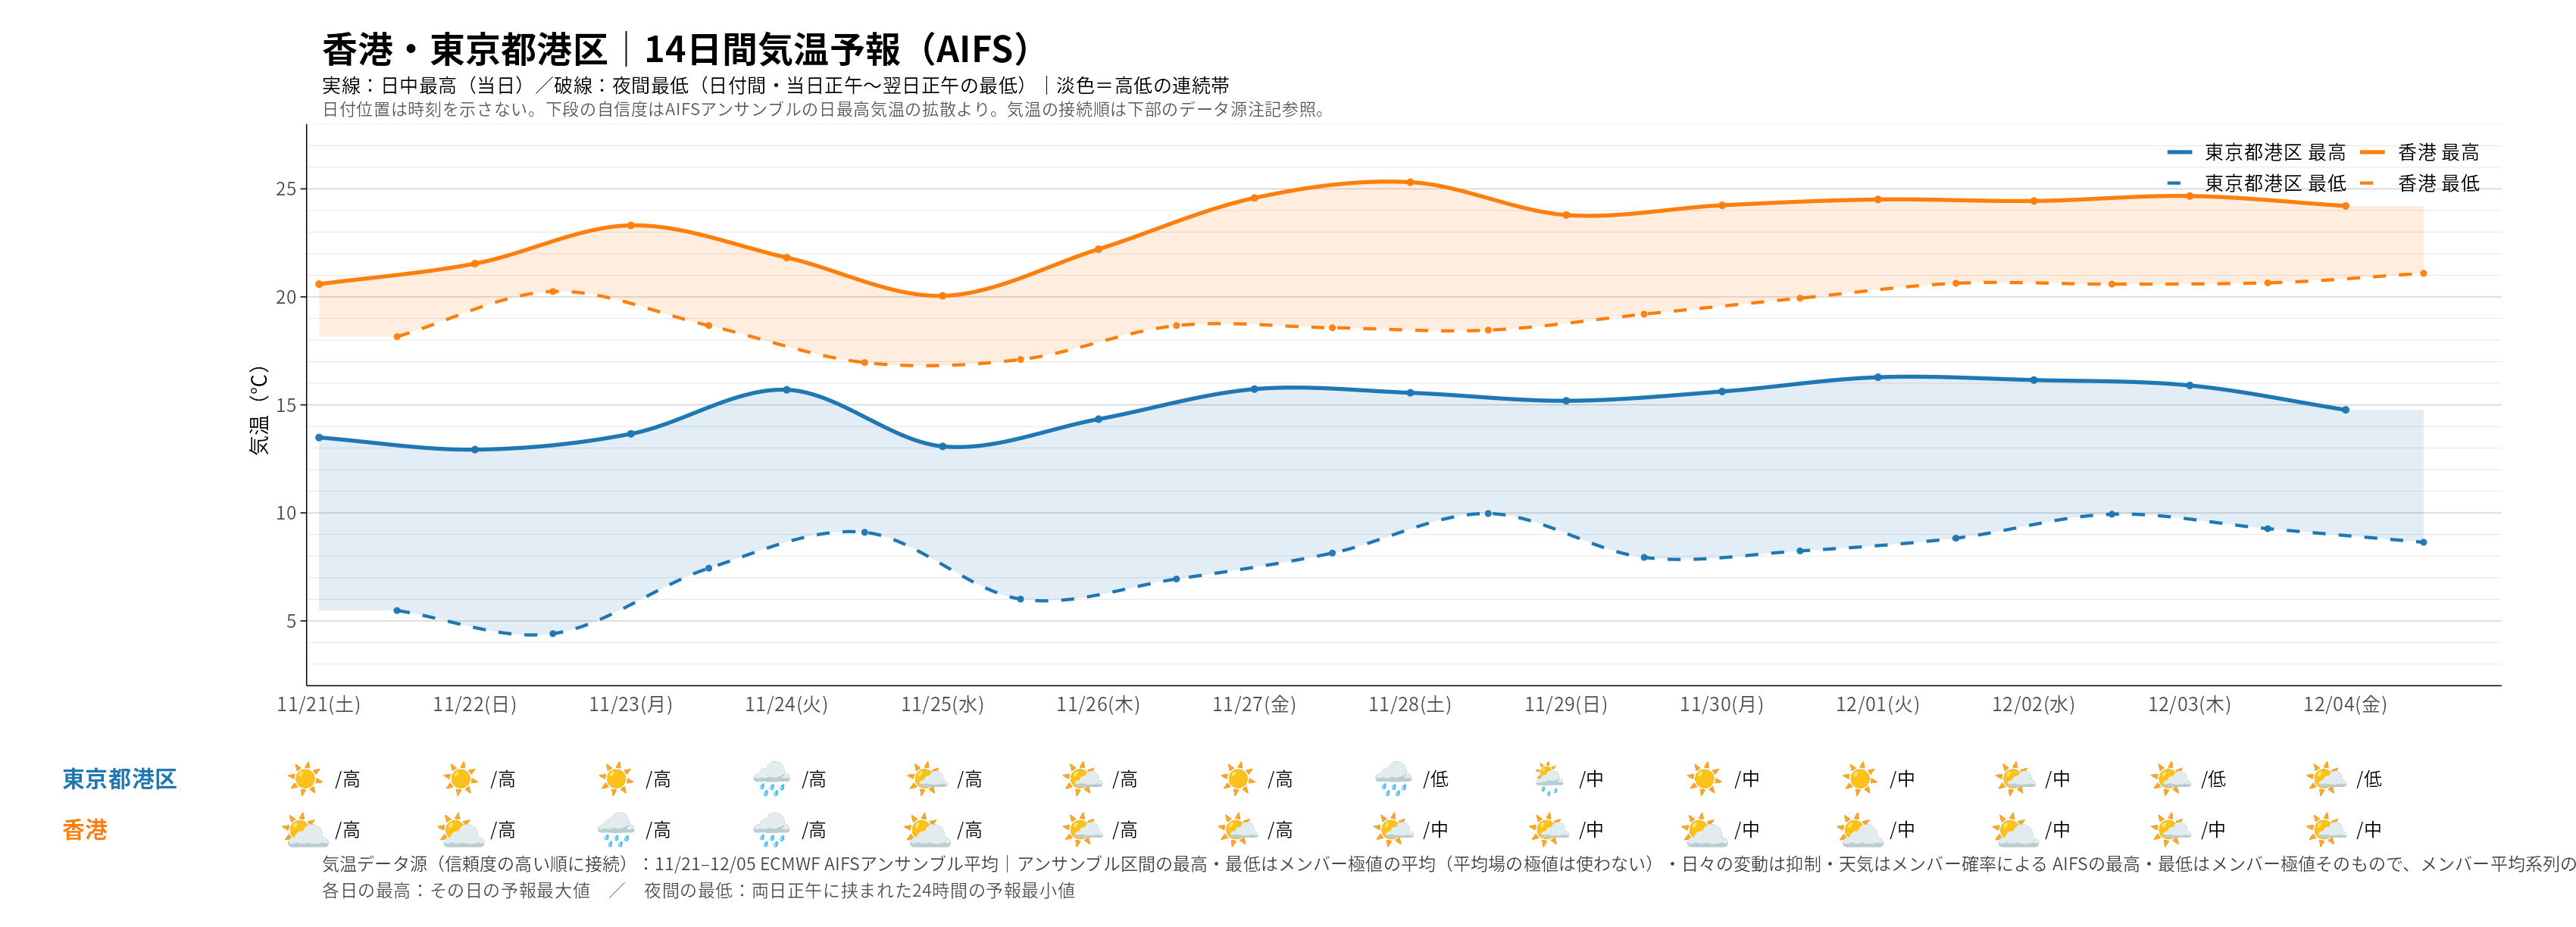 香港・東京都港区｜14日間気温予報（AIFS）
実線：日中最高（当日）／破線：夜間最低（日付間・当日正午～翌日正午の最低）｜淡色＝高低の連続帯
日付位置は時刻を示さない。下段の自信度はAIFSアンサンブルの日最高気温の拡散より。気温の接続順は下部のデータ源注記参照。
東京都港区 最高 香港 最高
東京都港区 最低 香港 最低
気温（°C）
25
20
15
10
5
11/21(土) 11/22(日) 11/23(月) 11/24(火) 11/25(水) 11/26(木) 11/27(金) 11/28(土) 11/29(日) 11/30(月) 12/01(火) 12/02(水) 12/03(木) 12/04(金)
東京都港区 /高 /高 /高 /高 /高 /高 /高 /低 /中 /中 /中 /中 /低 /低
香港 /高 /高 /高 /高 /高 /高 /高 /中 /中 /中 /中 /中 /中 /中
気温データ源（信頼度の高い順に接続）：11/21–12/05 ECMWF AIFSアンサンブル平均｜アンサンブル区間の最高・最低はメンバー極値の平均（平均場の極値は使わない）・日々の変動は抑制・天気はメンバー確率による AIFSの最高・最低はメンバー極値そのもので、メンバー平均系列の
各日の最高：その日の予報最大値　／　夜間の最低：両日正午に挟まれた24時間の予報最小値